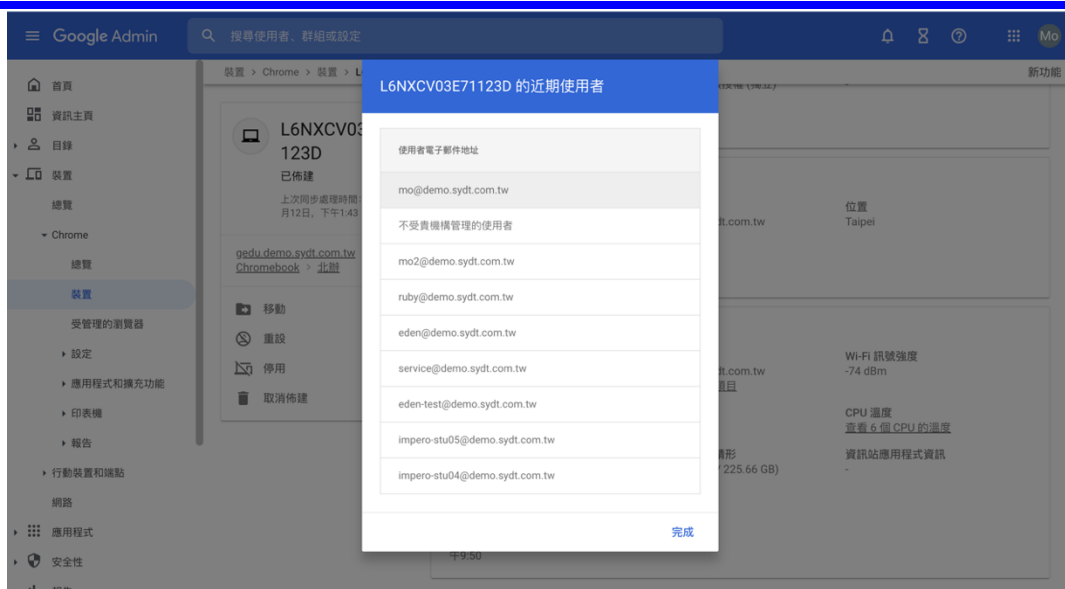 Google Admin
搜尋使用者、群組或設定
Mo
首頁
資訊主頁
目錄
裝置
總覽
Chrome
總覽
裝置
受管理的瀏覽器
設定
應用程式和擴充功能
印表機
報告
行動裝置和端點
網路
應用程式
安全性
裝置 > Chrome > 裝置 > L
新功能
L6NXCV03
123D
已佈建
上次同步處理時間:
月12日, 下午1:43
gedu.demo.sydt.com.tw
Chromebook > 北辦
移動
重設
停用
取消佈建
L6NXCV03E71123D 的近期使用者
使用者電子郵件地址
mo@demo.sydt.com.tw
不受貴機構管理的使用者
mo2@demo.sydt.com.tw
ruby@demo.sydt.com.tw
eden@demo.sydt.com.tw
service@demo.sydt.com.tw
eden-test@demo.sydt.com.tw
impero-stu05@demo.sydt.com.tw
impero-stu04@demo.sydt.com.tw
完成
-
dt.com.tw
位置
Taipei
dt.com.tw
Wi-Fi 訊號強度
-74 dBm
CPU 溫度
查看 6 個 CPU 的溫度
情形
225.66 GB)
資訊站應用程式資訊
-
午9:50